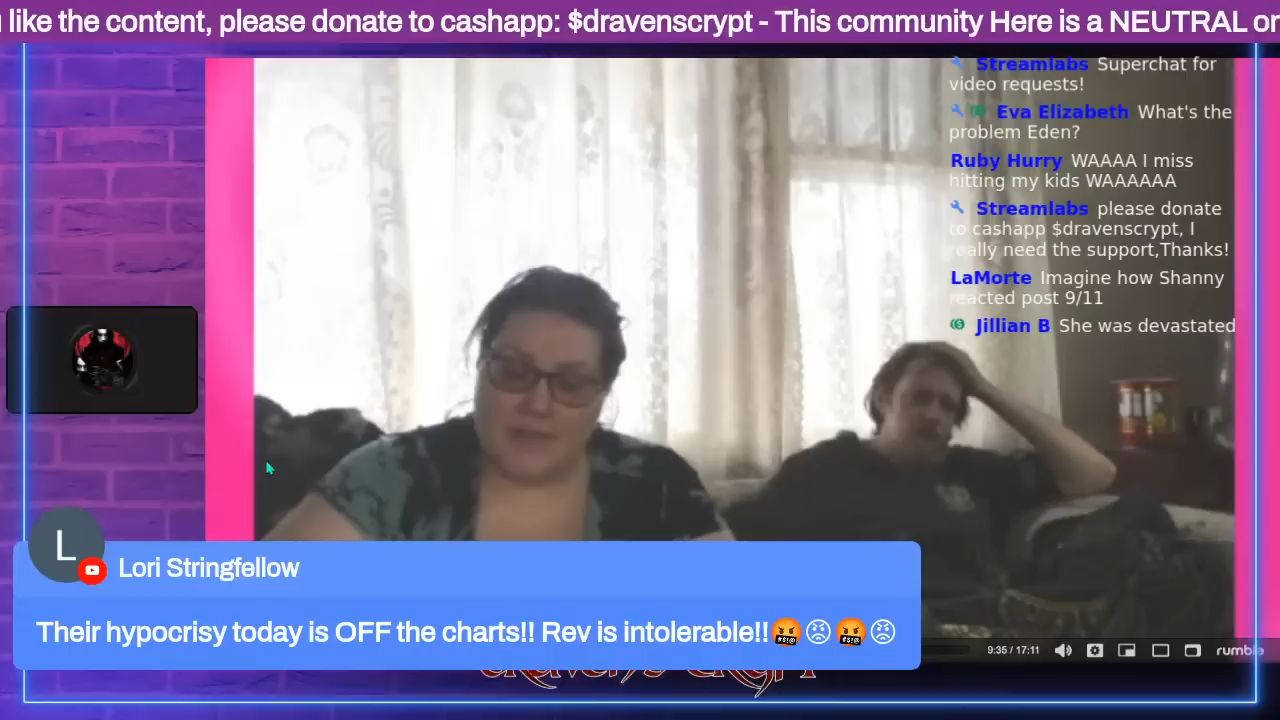 like the content, please donate to cashapp: $dravenscrypt - This community Here is a NEUTRAL
Streamlabs Superchat for
video requests!
Eva Elizabeth What's the
problem Eden?
Ruby Hurry WAAAA I miss
hitting my kids WAAAAAA
Streamlabs please donate
to cashapp $dravenscrypt, I
really need the support,Thanks!
LaMorte Imagine how Shanny
reacted post 9/11
Jillian B She was devastated
L
Lori Stringfellow
Their hypocrisy today is OFF the charts!! Rev is intolerable!!🤬😡🤬😡
9:35 / 17:11
rumble